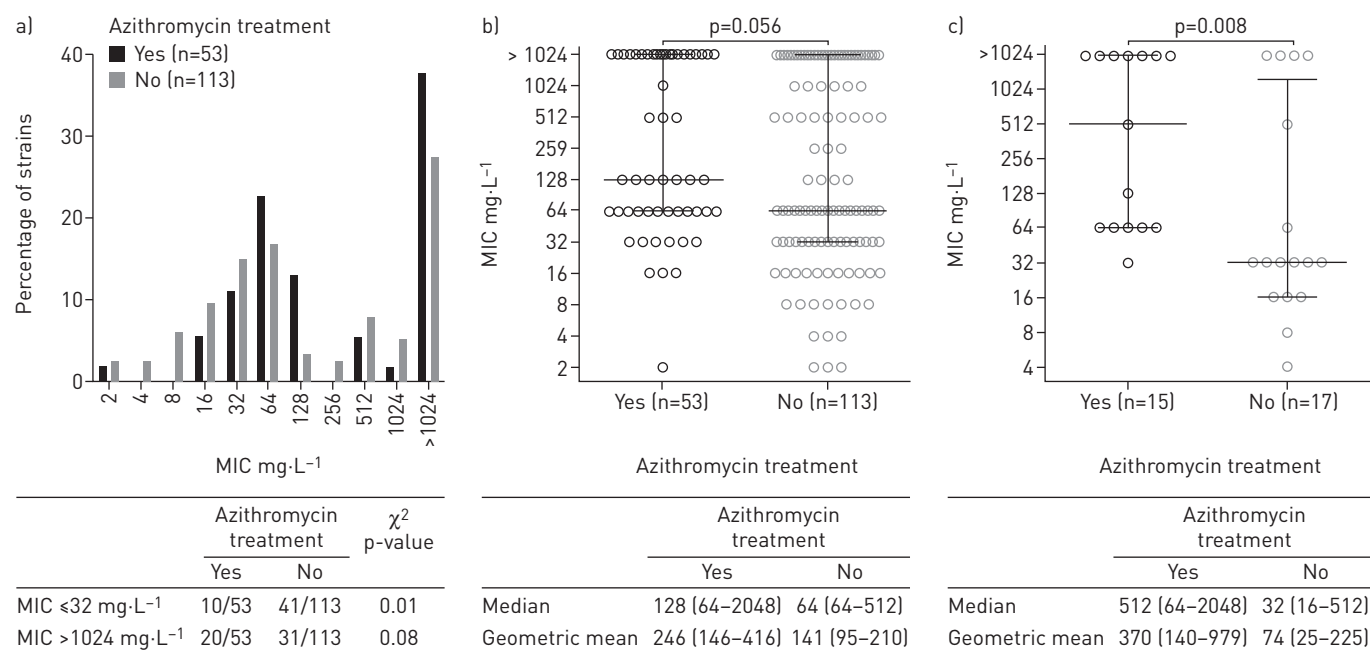 a)
Azithromycin treatment
Yes (n=53)
No (n=113)
Percentage of strains
40
30
20
10
0
2
4
8
16
32
64
128
256
512
1024
>1024
MIC mg·L⁻¹
Azithromycin treatment
χ² p-value
Yes No
MIC ≤32 mg·L⁻¹ 10/53 41/113 0.01
MIC >1024 mg·L⁻¹ 20/53 31/113 0.08
b)
p=0.056
MIC mg·L⁻¹
> 1024
1024
512
259
128
64
32
16
8
4
2
Yes (n=53) No (n=113)
Azithromycin treatment
Azithromycin
treatment
Yes No
Median 128 (64–2048) 64 (64–512)
Geometric mean 246 (146–416) 141 (95–210)
c)
p=0.008
MIC mg·L⁻¹
>1024
1024
512
256
128
64
32
16
8
4
Yes (n=15) No (n=17)
Azithromycin treatment
Azithromycin
treatment
Yes No
Median 512 (64–2048) 32 (16–512)
Geometric mean 370 (140–979) 74 (25–225)